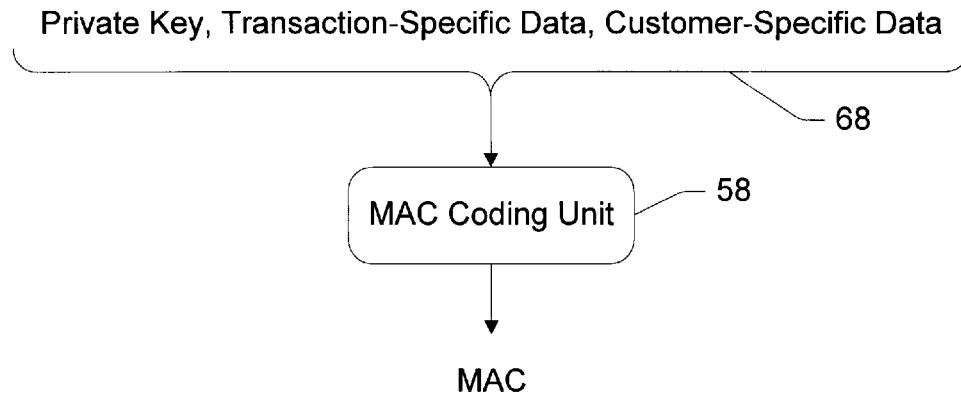 Private Key, Transaction-Specific Data, Customer-Specific Data
68
58
MAC Coding Unit
MAC